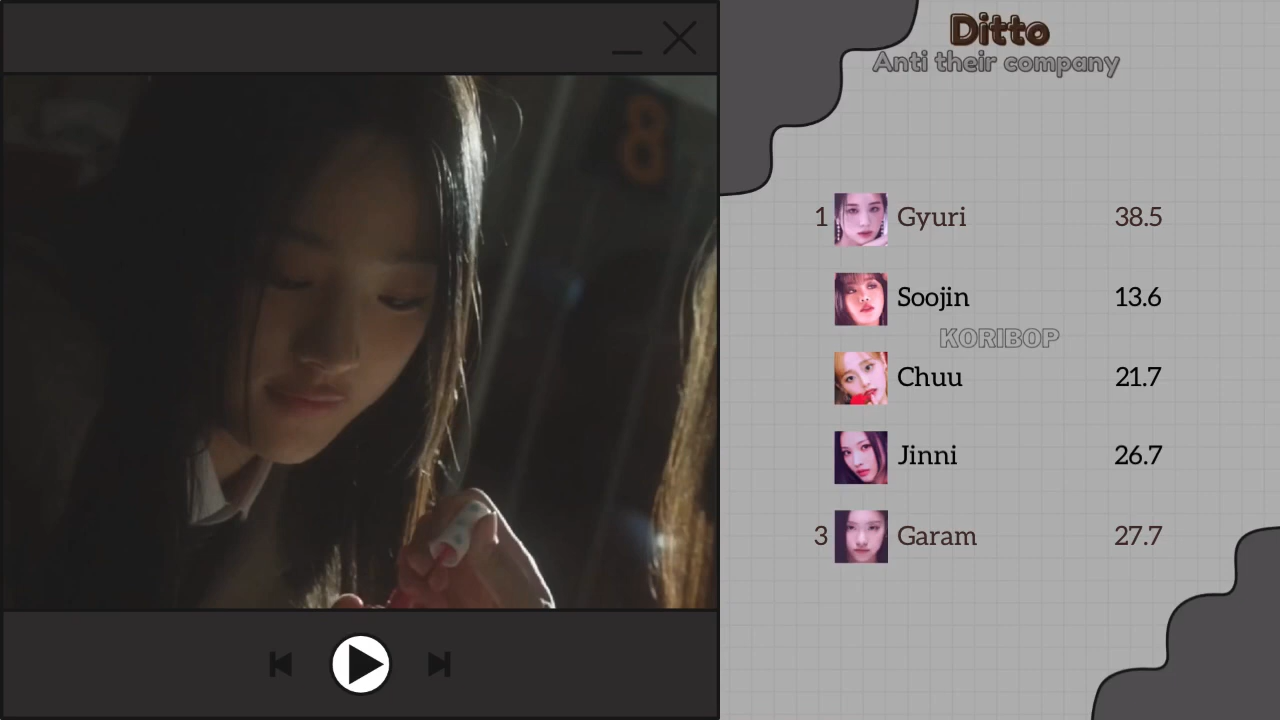 8
Ditto
Anti their company
1 Gyuri 38.5
Soojin 13.6
KORIBOP
Chuu 21.7
Jinni 26.7
3 Garam 27.7